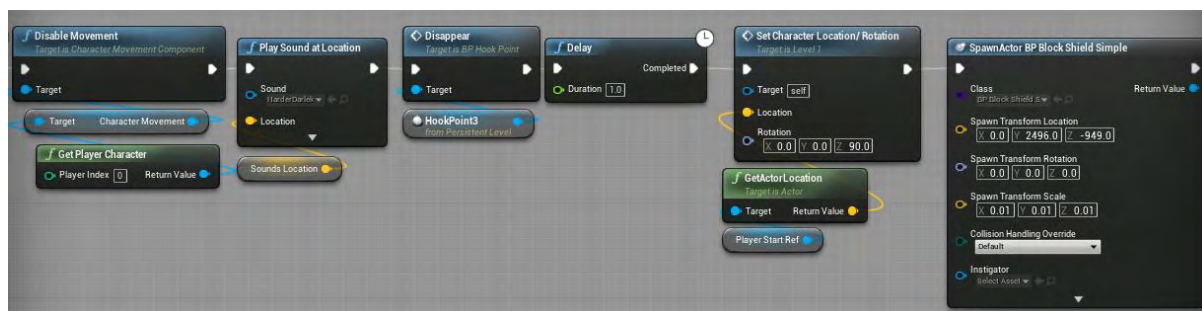 Disable Movement
Target is Character Movement Component
Target
Target Character Movement
Get Player Character
Player Index 0 Return Value
Play Sound at Location
Sound
HarderDarlek
Location
Sounds Location
Disappear
Target is BP Hook Point
Target
HookPoint3
from Persistent Level
Delay
Completed
Duration 1.0
Set Character Location/ Rotation
Target is Level 1
Target self
Location
Rotation
X 0.0 Y 0.0 Z 90.0
GetActorLocation
Target is Actor
Target Return Value
Player Start Ref
SpawnActor BP Block Shield Simple
Class Return Value
BP Block Shield S
Spawn Transform Location
X 0.0 Y 2496.0 Z -949.0
Spawn Transform Rotation
X 0.0 Y 0.0 Z 0.0
Spawn Transform Scale
X 0.01 Y 0.01 Z 0.01
Collision Handling Override
Default
Instigator
Select Asset